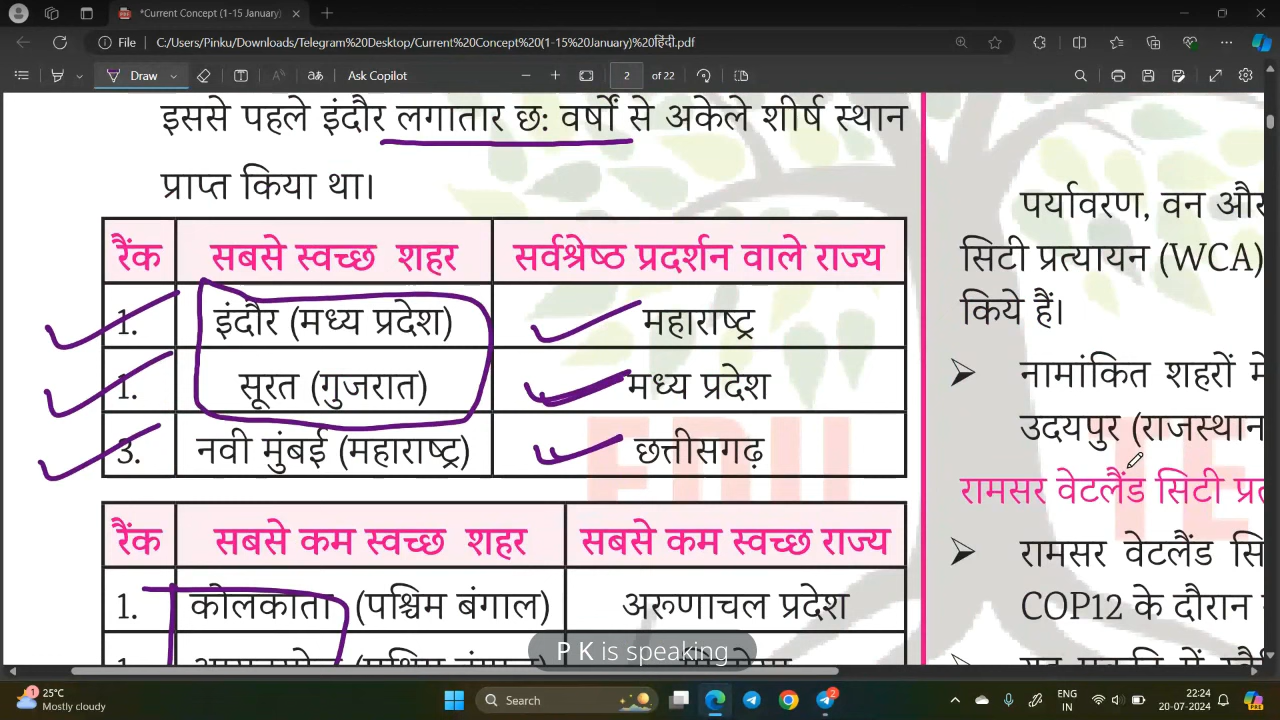 *Current Concept (1-15 January)
File C:/Users/Pinku/Downloads/Telegram%20Desktop/Current%20Concept%20(1-15%20January)%20हिंदी.pdf
Draw Ask Copilot 2 of 22
इससे पहले इंदौर लगातार छ: वर्षों से अकेले शीर्ष स्थान
प्राप्त किया था।
रैंक सबसे स्वच्छ शहर सर्वश्रेष्ठ प्रदर्शन वाले राज्य
1. इंदौर (मध्य प्रदेश) महाराष्ट्र
1. सूरत (गुजरात) मध्य प्रदेश
3. नवी मुंबई (महाराष्ट्र) छत्तीसगढ़
रैंक सबसे कम स्वच्छ शहर सबसे कम स्वच्छ राज्य
1. कोलकाता (पश्चिम बंगाल) अरूणाचल प्रदेश
पर्यावरण, वन और
सिटी प्रत्यायन (WCA)
किये हैं।
नामांकित शहरों में
उदयपुर (राजस्थान
रामसर वेटलैंड सिटी प्रत
रामसर वेटलैंड सि
COP12 के दौरान
EDU TE
P K is speaking
25°C
Mostly cloudy
Search
ENG
IN
22:24
20-07-2024